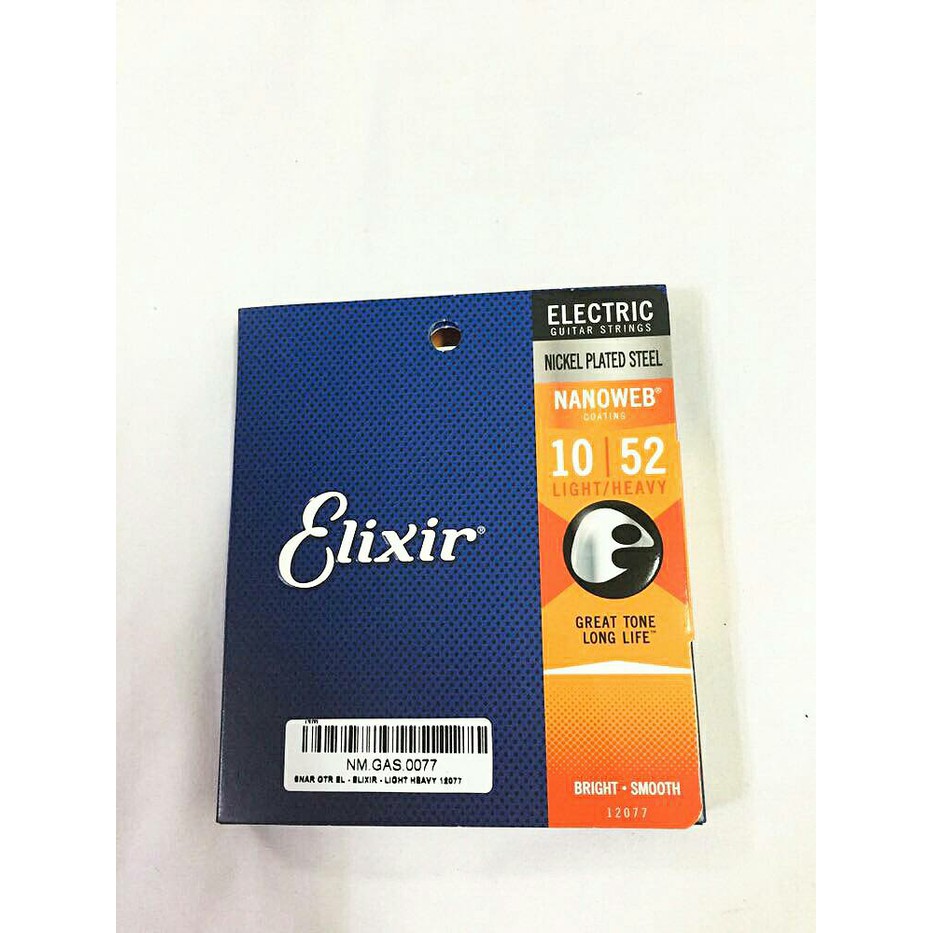 ELECTRIC
GUITAR STRINGS
NICKEL PLATED STEEL
NANOWEB®
COATING
10 | 52
LIGHT/HEAVY
Elixir®
e
GREAT TONE
LONG LIFE™
NM.GAS.0077
SNAR GTR EL - ELIXIR - LIGHT HEAVY 12077
BRIGHT • SMOOTH
12077